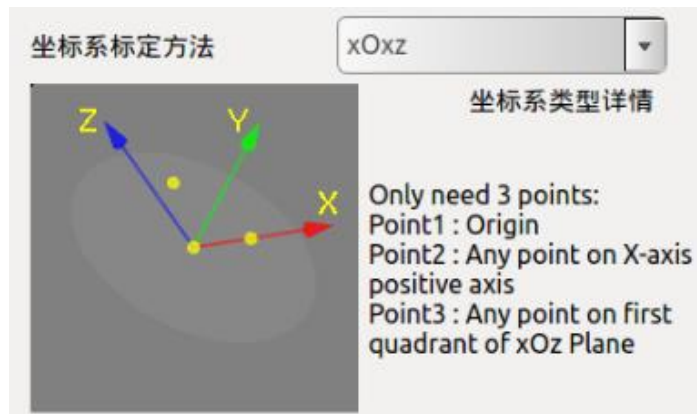 坐标系标定方法
xOxz
坐标系类型详情
Z
Y
X
Only need 3 points:
Point1 : Origin
Point2 : Any point on X-axis
positive axis
Point3 : Any point on first
quadrant of xOz Plane